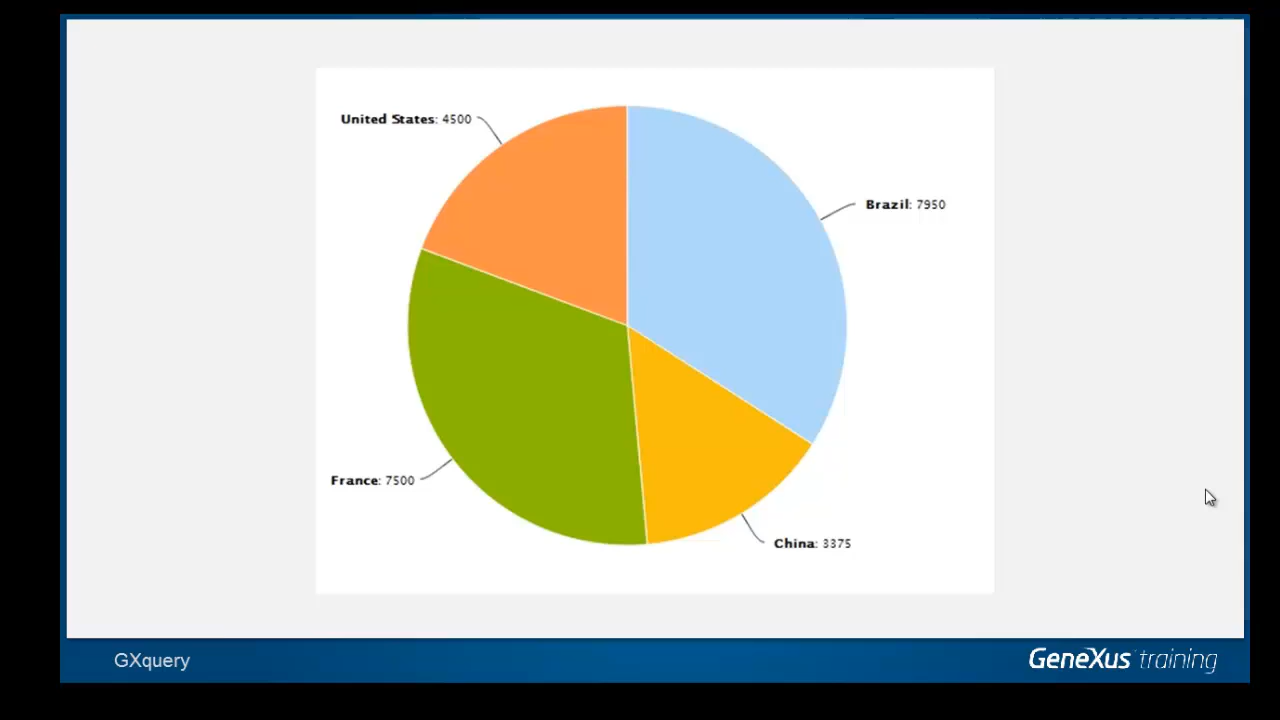 United States: 4500
Brazil: 7950
France: 7500
China: 3375
GXquery
GeneXus training